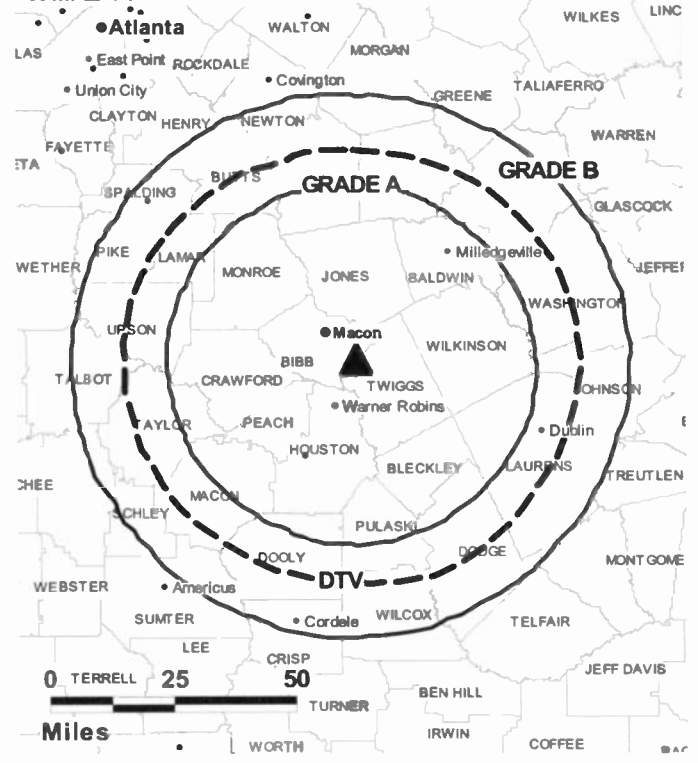 WILKES
LINC
Atlanta
WALTON
LAS
East Point
ROCKDALE
MORGAN
Covington
Union City
GREENE
TALIAFERRO
CLAYTON
HENRY
NEWTON
WARREN
FAYETTE
ETA
BUTTS
GRADE B
GRADE A
SPALDING
GLASCOCK
PIKE
LAMAR
Milledgeville
WETHER
MONROE
JONES
BALDWIN
JEFFE
WASHINGTON
UPSON
Macon
WILKINSON
BIBB
TALBOT
CRAWFORD
TWIGGS
JOHNSON
Warner Robins
TAYLOR
PEACH
Dublin
HOUSTON
BLECKLEY
LAURENS
TREUTLEN
CHEE
MACON
SCHLEY
PULASKI
DOOLY
DODGE
MONTGOME
DTV
WEBSTER
Americus
SUMTER
Cordele
WILCOX
TELFAIR
LEE
CRISP
JEFF DAVIS
0 TERRELL 25 50
BEN HILL
TURNER
Miles
IRWIN
WORTH
COFFEE